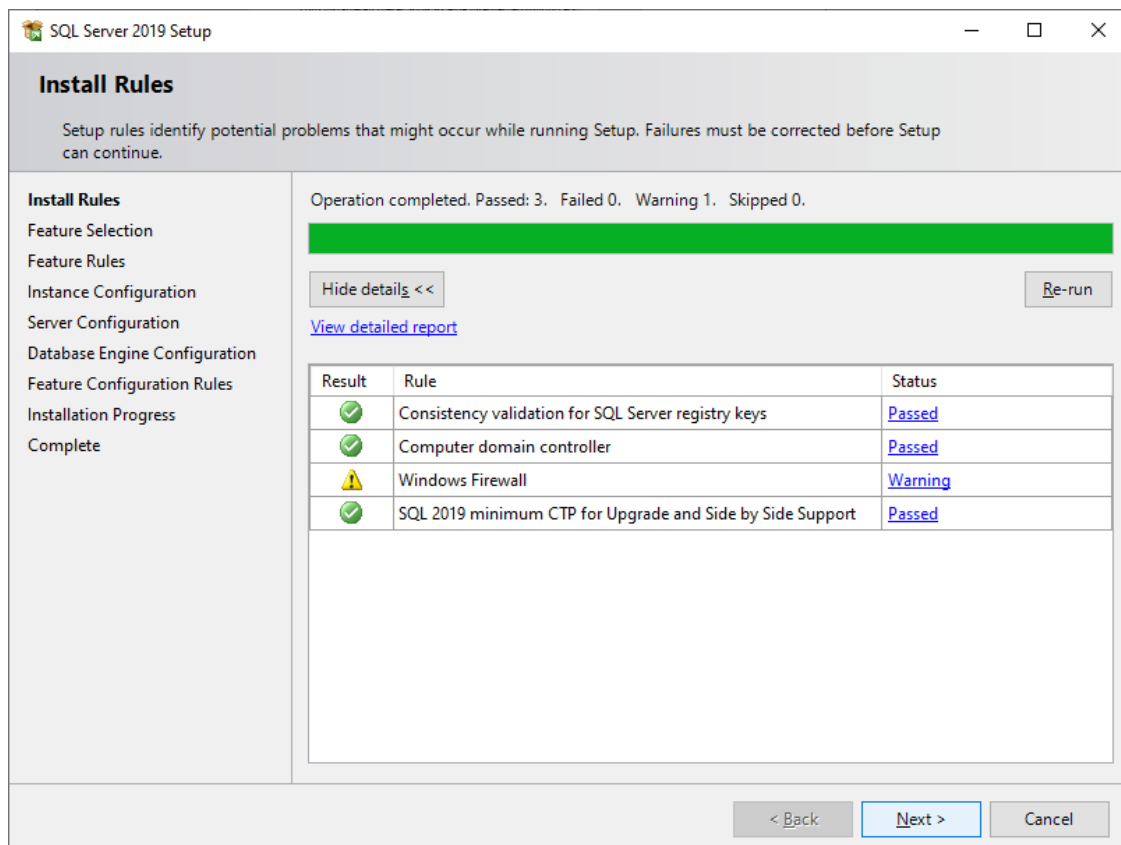 SQL Server 2019 Setup
Install Rules
Setup rules identify potential problems that might occur while running Setup. Failures must be corrected before Setup
can continue.
Install Rules
Feature Selection
Feature Rules
Instance Configuration
Server Configuration
Database Engine Configuration
Feature Configuration Rules
Installation Progress
Complete
Operation completed. Passed: 3.   Failed 0.   Warning 1.   Skipped 0.
Hide details <<
Re-run
View detailed report
Result Rule Status
Consistency validation for SQL Server registry keys Passed
Computer domain controller Passed
Windows Firewall Warning
SQL 2019 minimum CTP for Upgrade and Side by Side Support Passed
< Back Next > Cancel